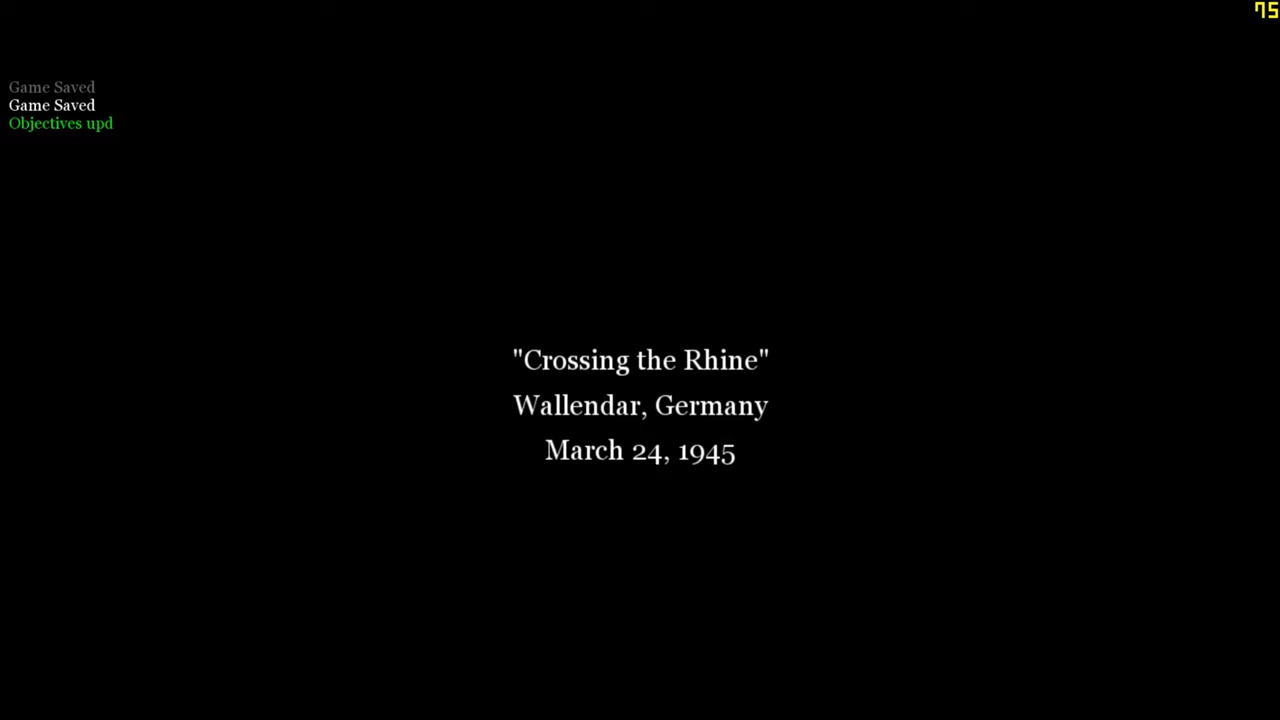 75
Game Saved
Game Saved
Objectives upd
"Crossing the Rhine"
Wallendar, Germany
March 24, 1945